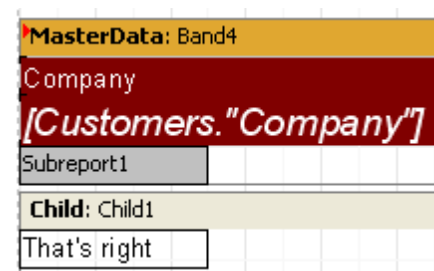 MasterData: Band4
Company
[Customers."Company"]
Subreport1
Child: Child1
That's right